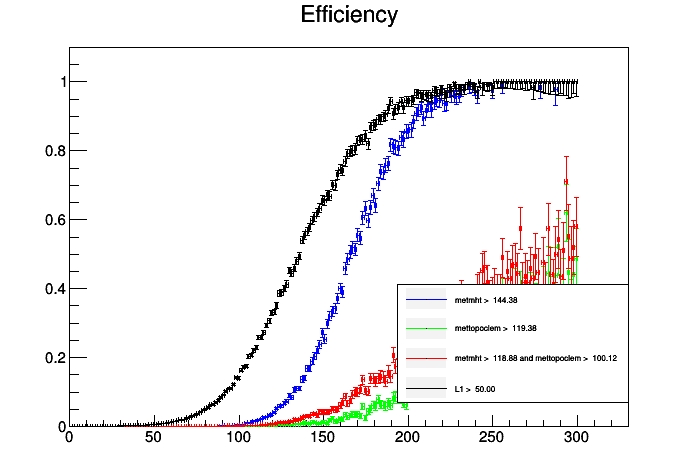 Efficiency
1
0.8
0.6
0.4
0.2
0
0 50 100 150 200 250 300
metmht > 144.38
mettopoclem > 119.38
metmht > 118.88 and mettopoclem > 100.12
L1 > 50.00